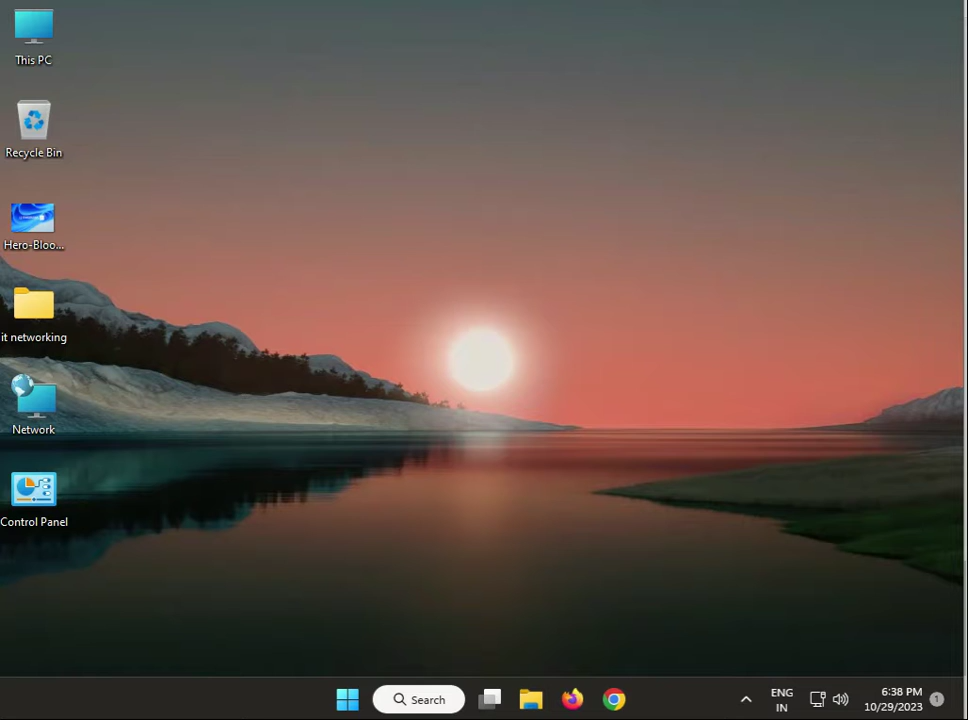 This PC
Recycle Bin
Hero-Bloo...
it networking
Network
Control Panel
Search
ENG
IN
6:38 PM
10/29/2023
1